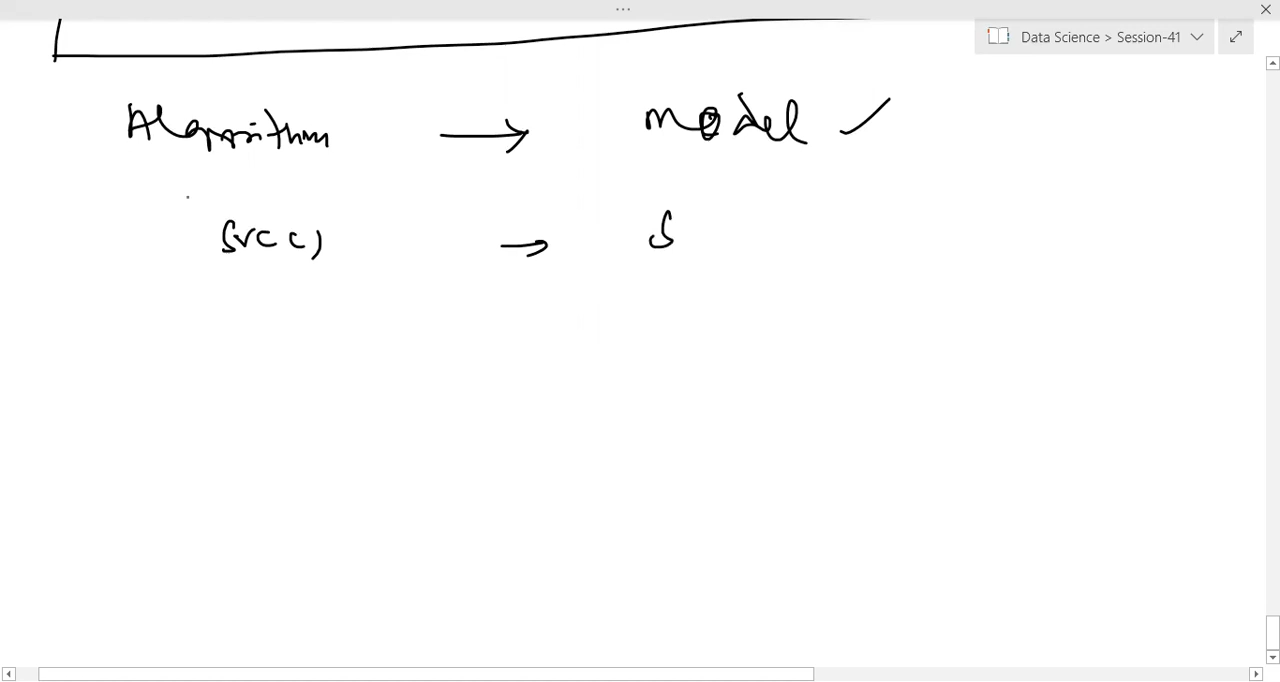 ...
Data Science > Session-41
Algorithm → Model ✓
SVC() → S